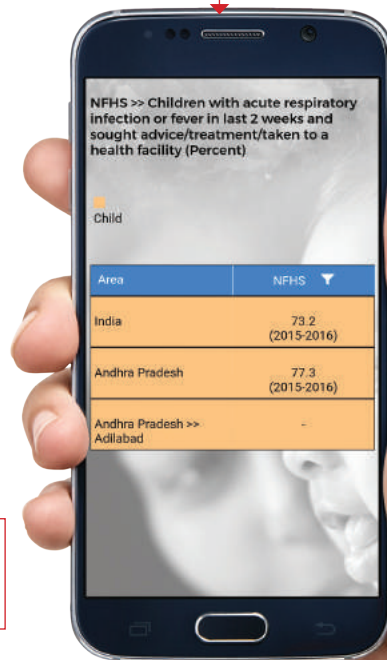 NFHS >> Children with acute respiratory
infection or fever in last 2 weeks and
sought advice/treatment/taken to a
health facility (Percent)
Child
Area NFHS
India 73.2
(2015-2016)
Andhra Pradesh 77.3
(2015-2016)
Andhra Pradesh >> -
Adilabad